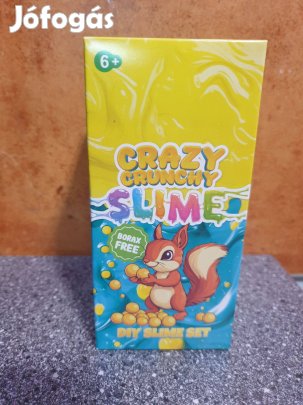 Jófogás
6+
CRAZY
CRUNCHY
SLIME
BORAX
FREE
DIY SLIME SET